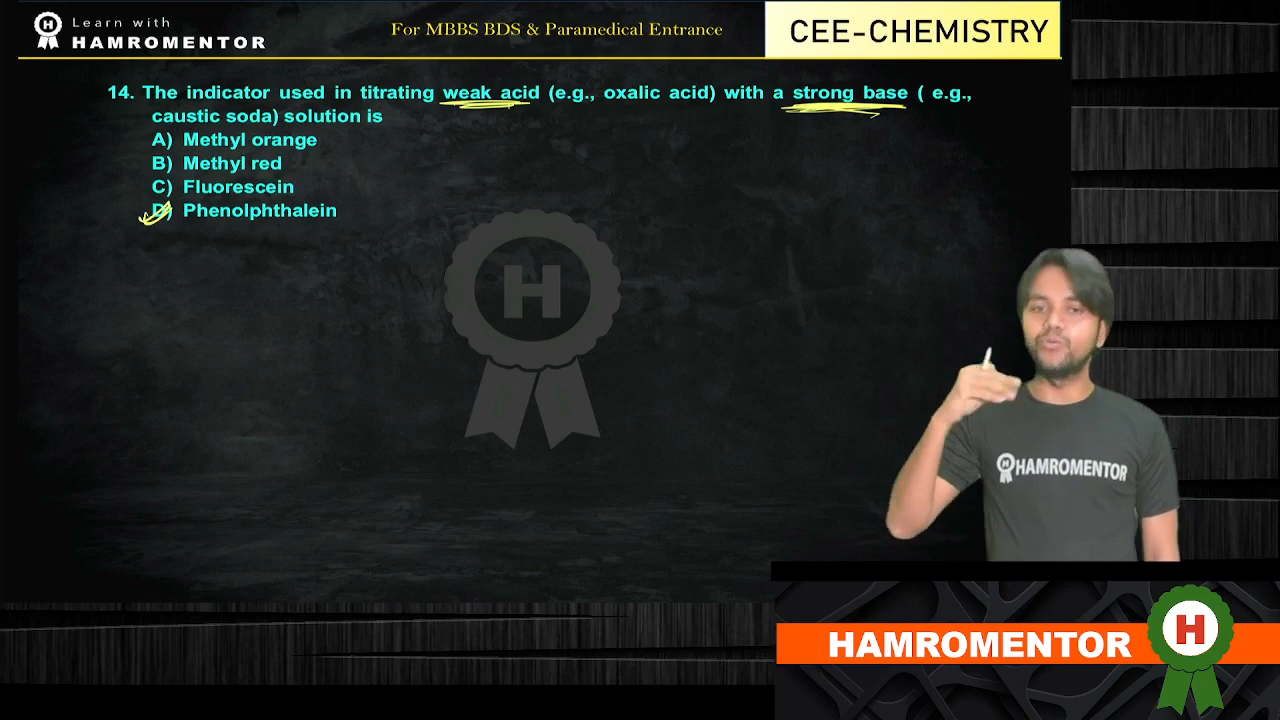 Learn with
HAMROMENTOR
For MBBS BDS & Paramedical Entrance
CEE-CHEMISTRY
14. The indicator used in titrating weak acid (e.g., oxalic acid) with a strong base ( e.g.,
caustic soda) solution is
A) Methyl orange
B) Methyl red
C) Fluorescein
D) Phenolphthalein
H
H
HAMROMENTOR
HAMROMENTOR
H